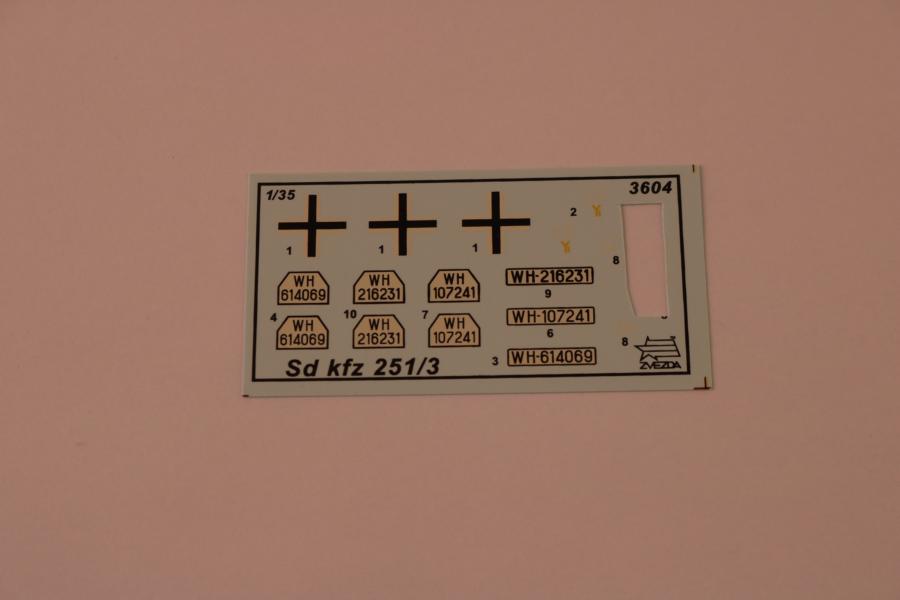 1/35
3604
1
1
1
2
8
WH
614069
WH
216231
WH
107241
WH-216231
9
4
10
7
WH
614069
WH
216231
WH
107241
WH-107241
6
8
3
WH-614069
Sd kfz 251/3
ZVEZDA